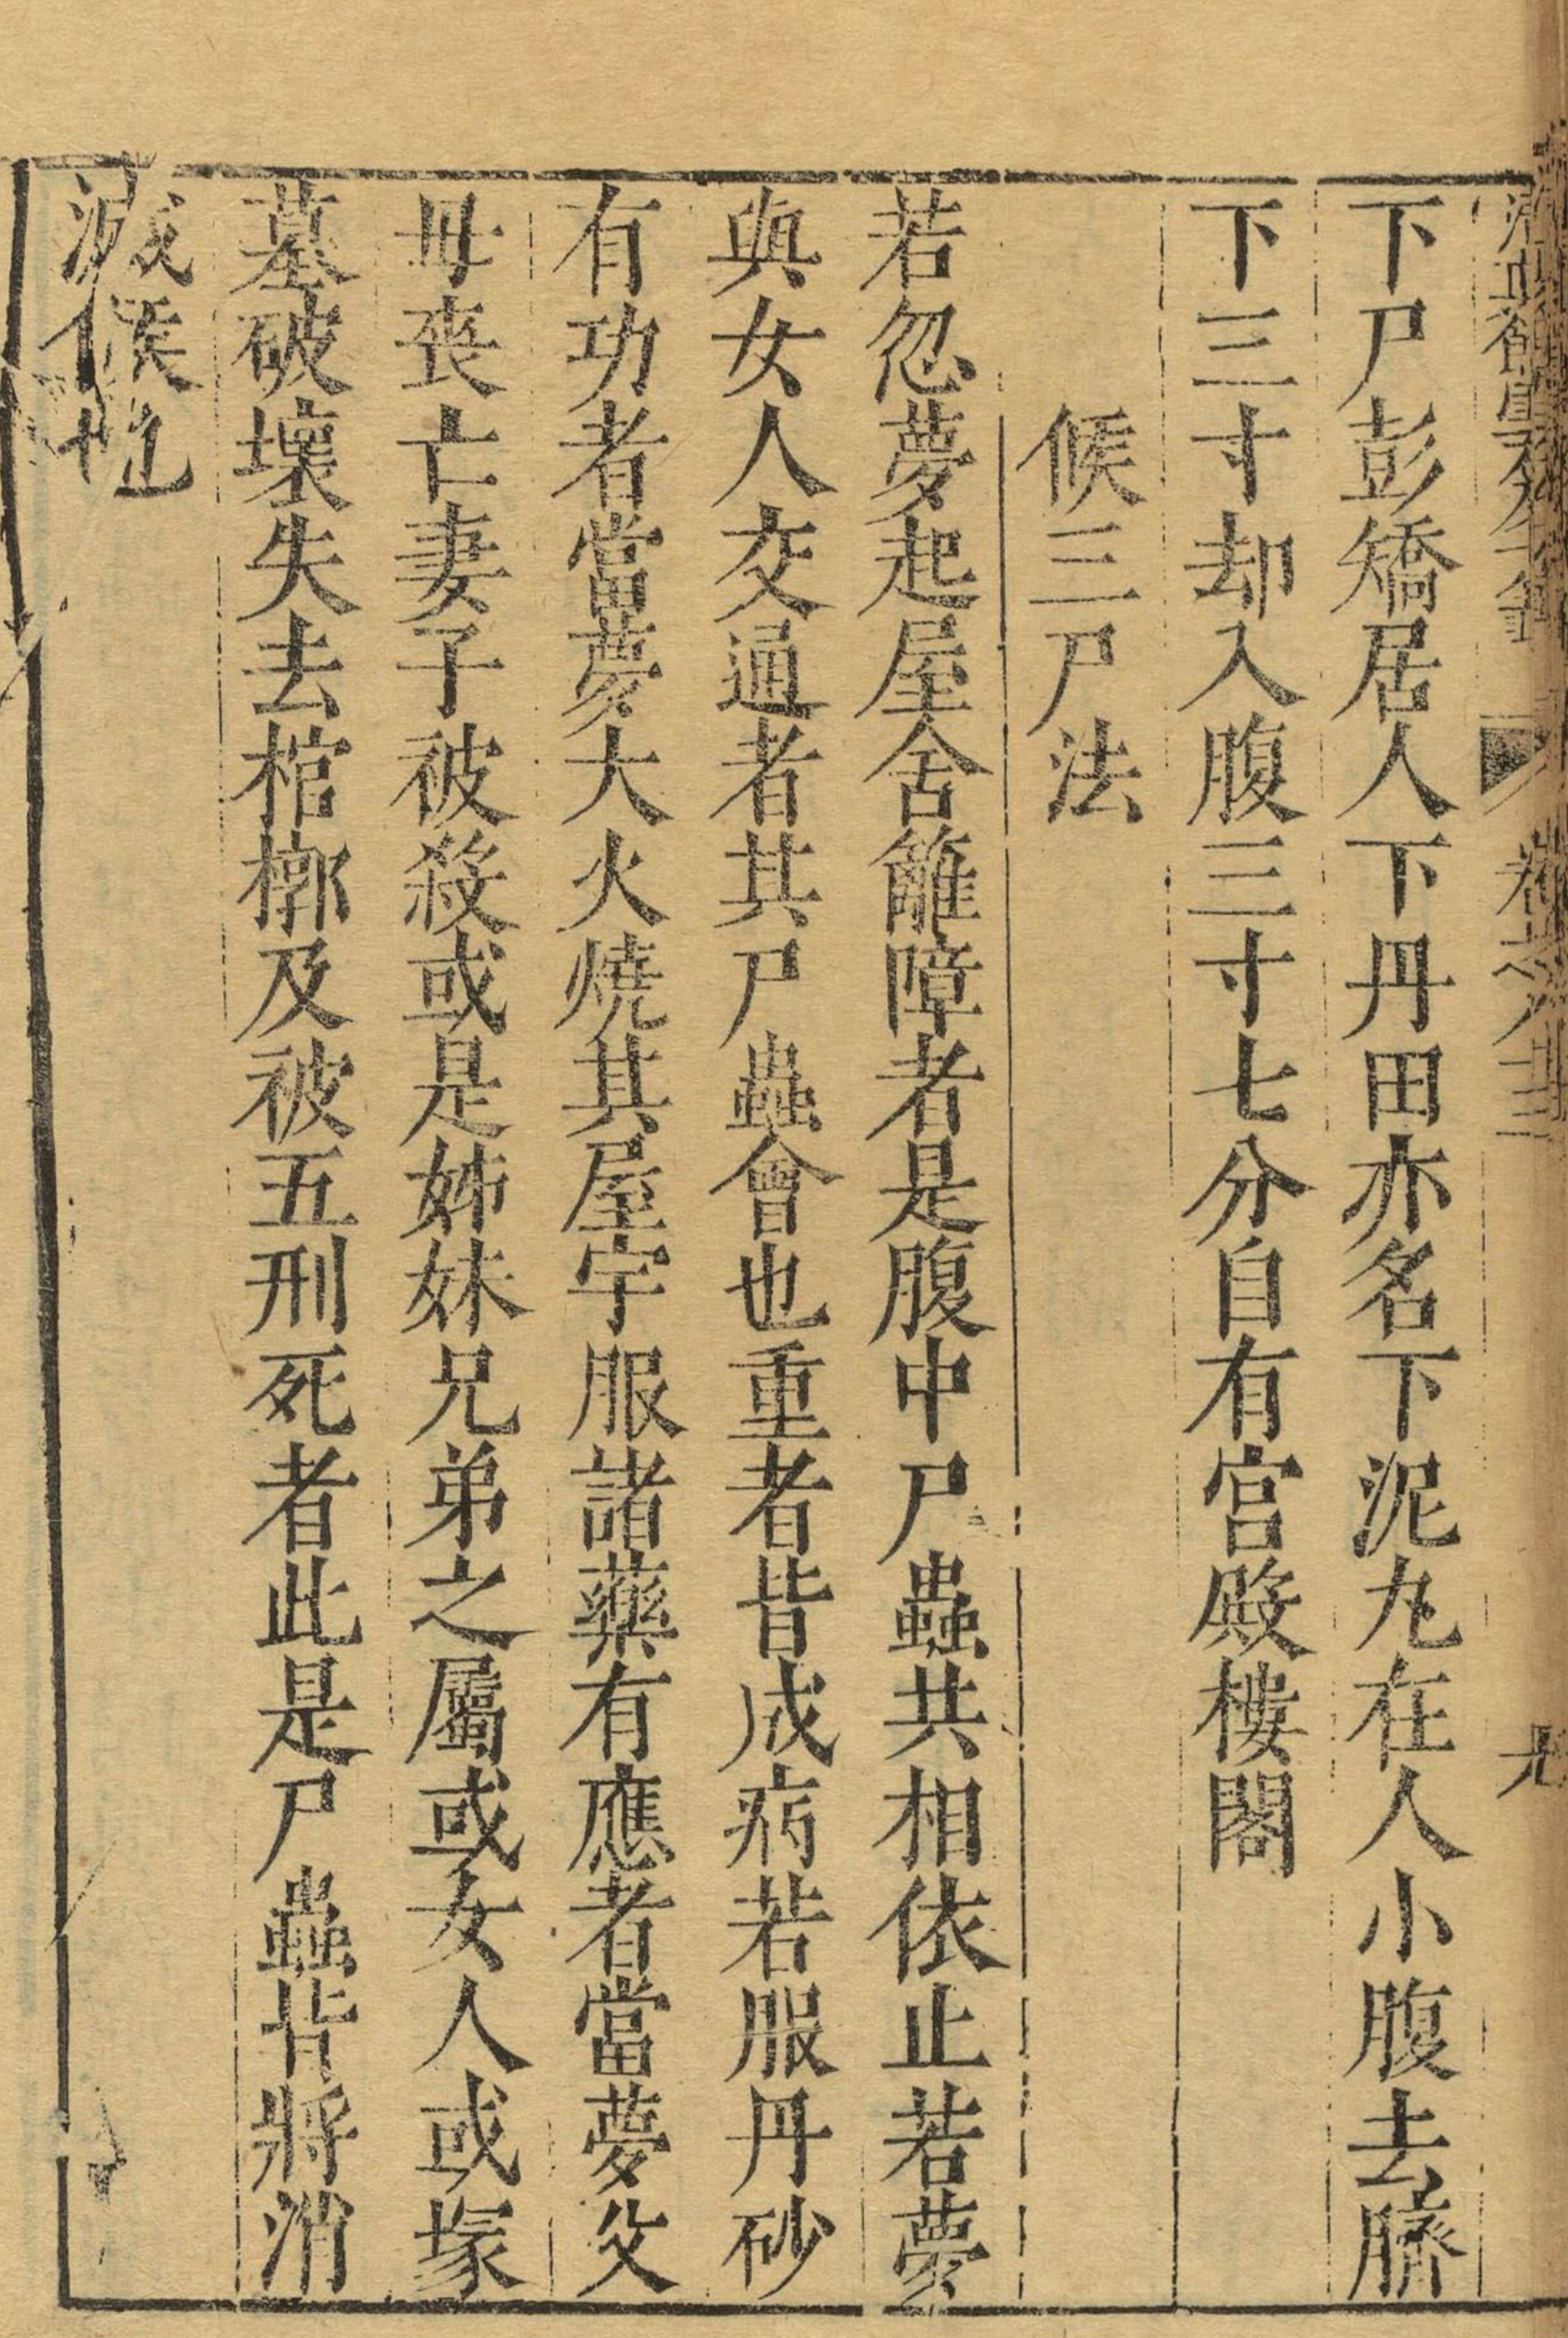 下尸彭矯居人下丹田亦名下泥丸在人小腹去臍
下三寸却入腹三寸七分自有宫殿樓閣
候三尸法
若忽夢起屋舍籬障者是腹中尸蟲共相依止若夢
與女人交通者其尸蟲會也重者皆成病若服丹砂
有功者當夢大火燒其屋宇服諸藥有應者當夢父
毋喪亡妻子被殺或是姊妹兄弟之屬或女人或塚
墓破壞失去棺槨及被五刑死者此是尸蟲皆將消
滅候也